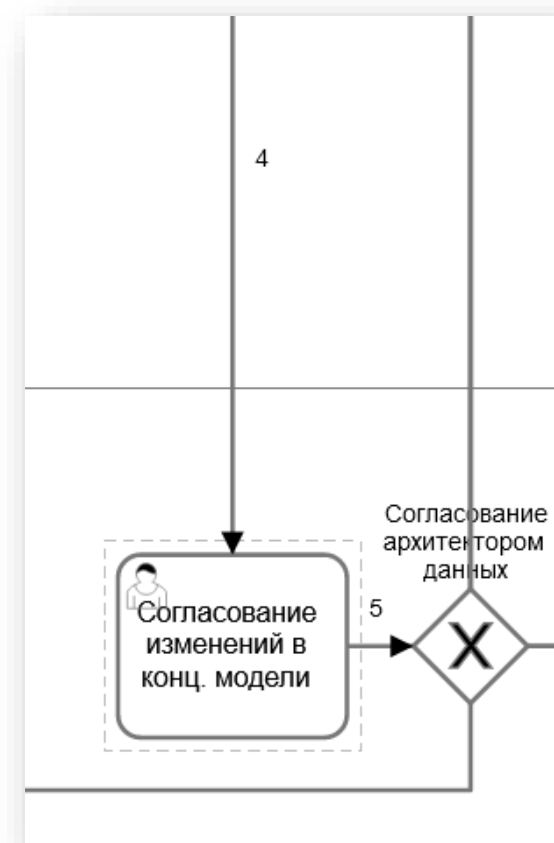 4
Согласование
архитектором
данных
5
Согласование
изменений в
конц. модели